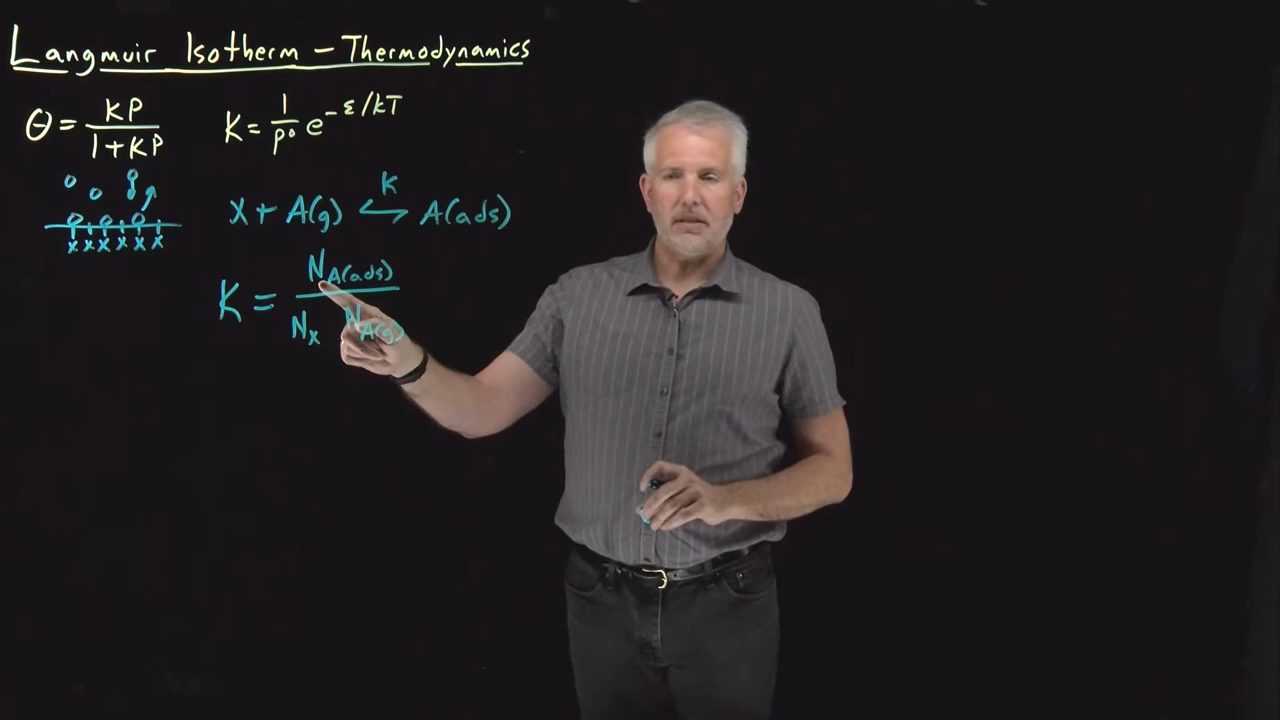 Langmuir Isotherm – Thermodynamics
θ = KP / 1+KP   K = 1/P° e^-ε/kT
X + A(g) ⇌ A(ads)   K
x x x x x x
K = N_A(ads) / N_x N_A(g)